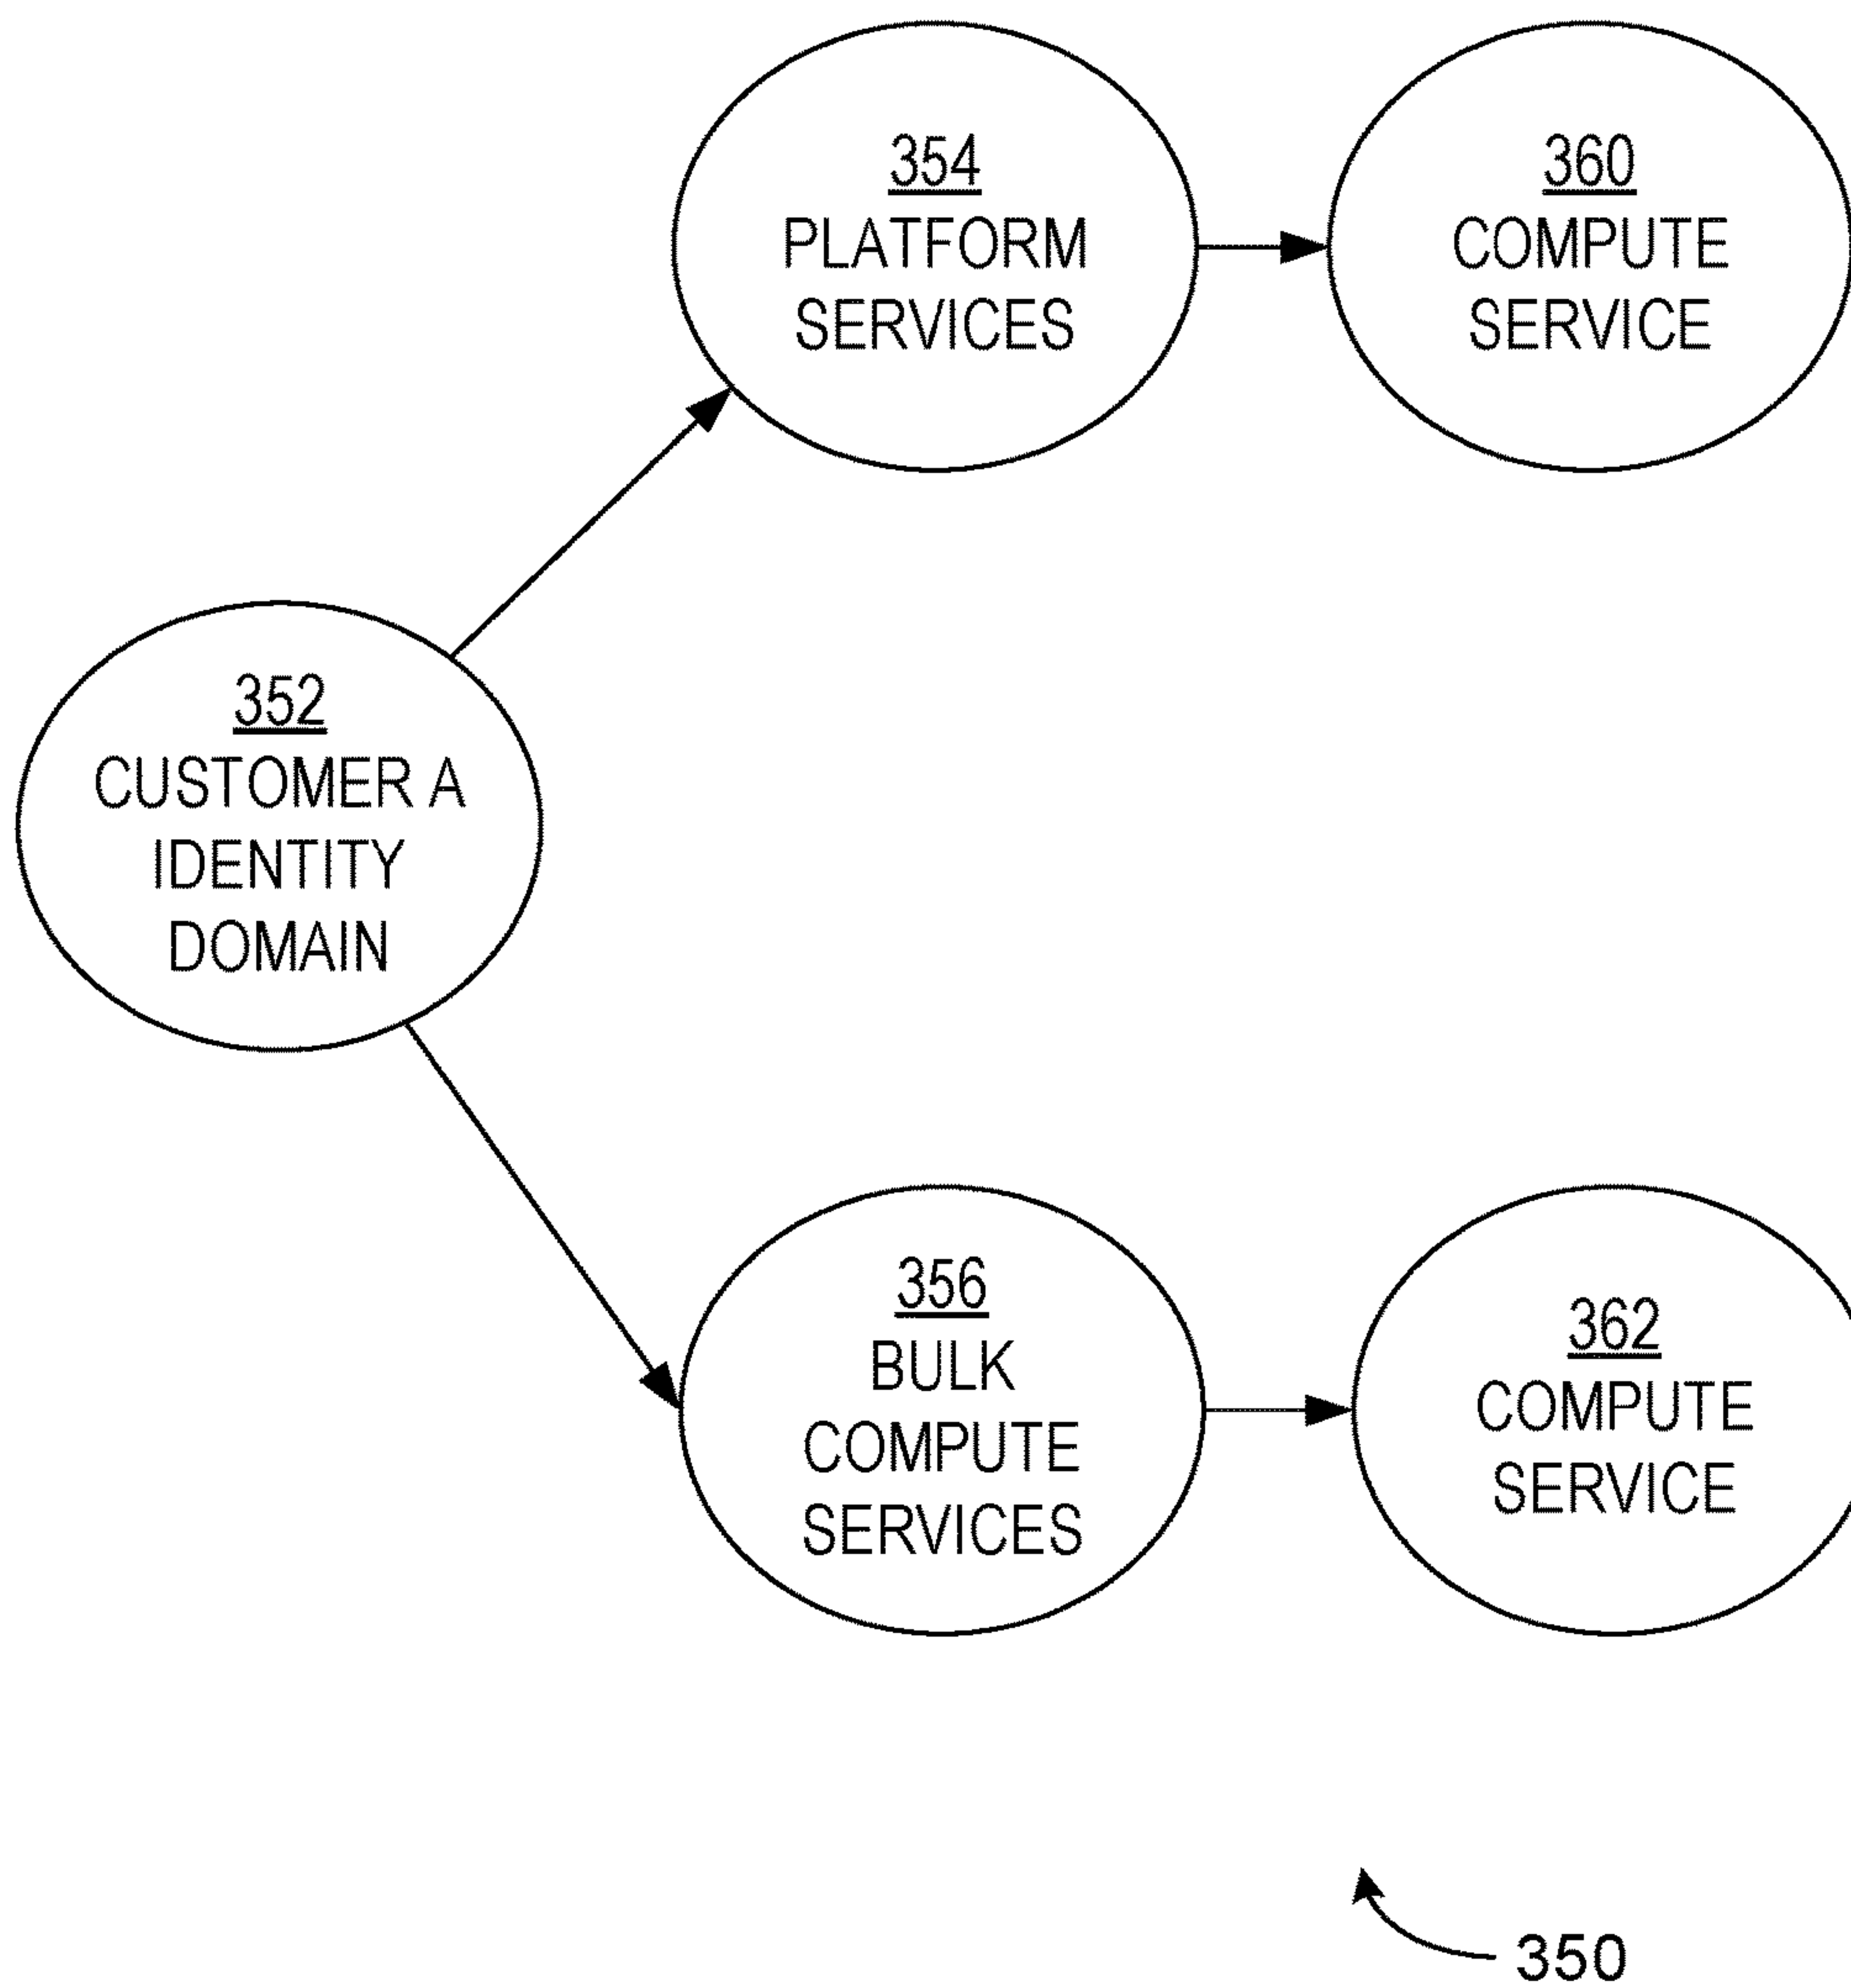 354
PLATFORM
SERVICES
360
COMPUTE
SERVICE
352
CUSTOMER A
IDENTITY
DOMAIN
356
BULK
COMPUTE
SERVICES
362
COMPUTE
SERVICE
350